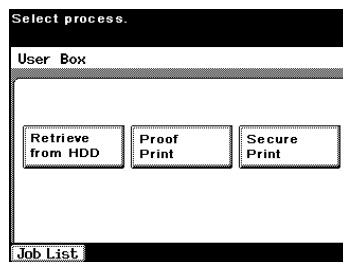 Select process.
User Box
Retrieve
from HDD
Proof
Print
Secure
Print
Job List